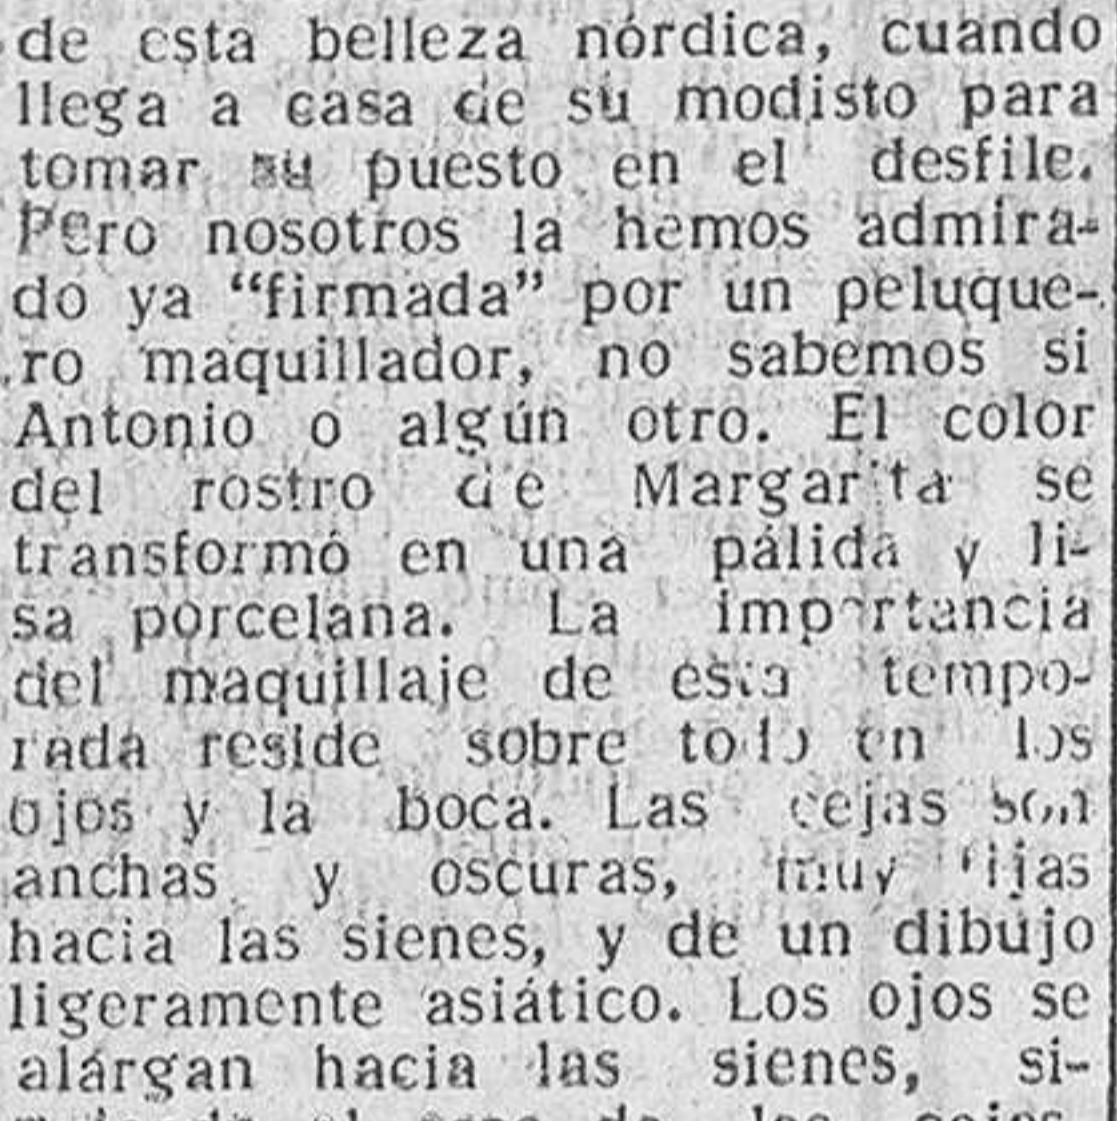 de esta belleza nórdica, cuando
llega a casa de su modisto para
tomar su puesto en el desfile.
Pero nosotros la hemos admira-
do ya “firmada” por un peluque-
ro maquillador, no sabemos si
Antonio o algún otro. El color
del rostro de Margarita se
transformó en una pálida y li-
sa porcelana. La importancia
del maquillaje de esta tempo-
rada reside sobre todo en los
ojos y la boca. Las cejas son
anchas y oscuras, muy fijas
hacia las sienes, y de un dibujo
ligeramente asiático. Los ojos se
alargan hacia las sienes, si-